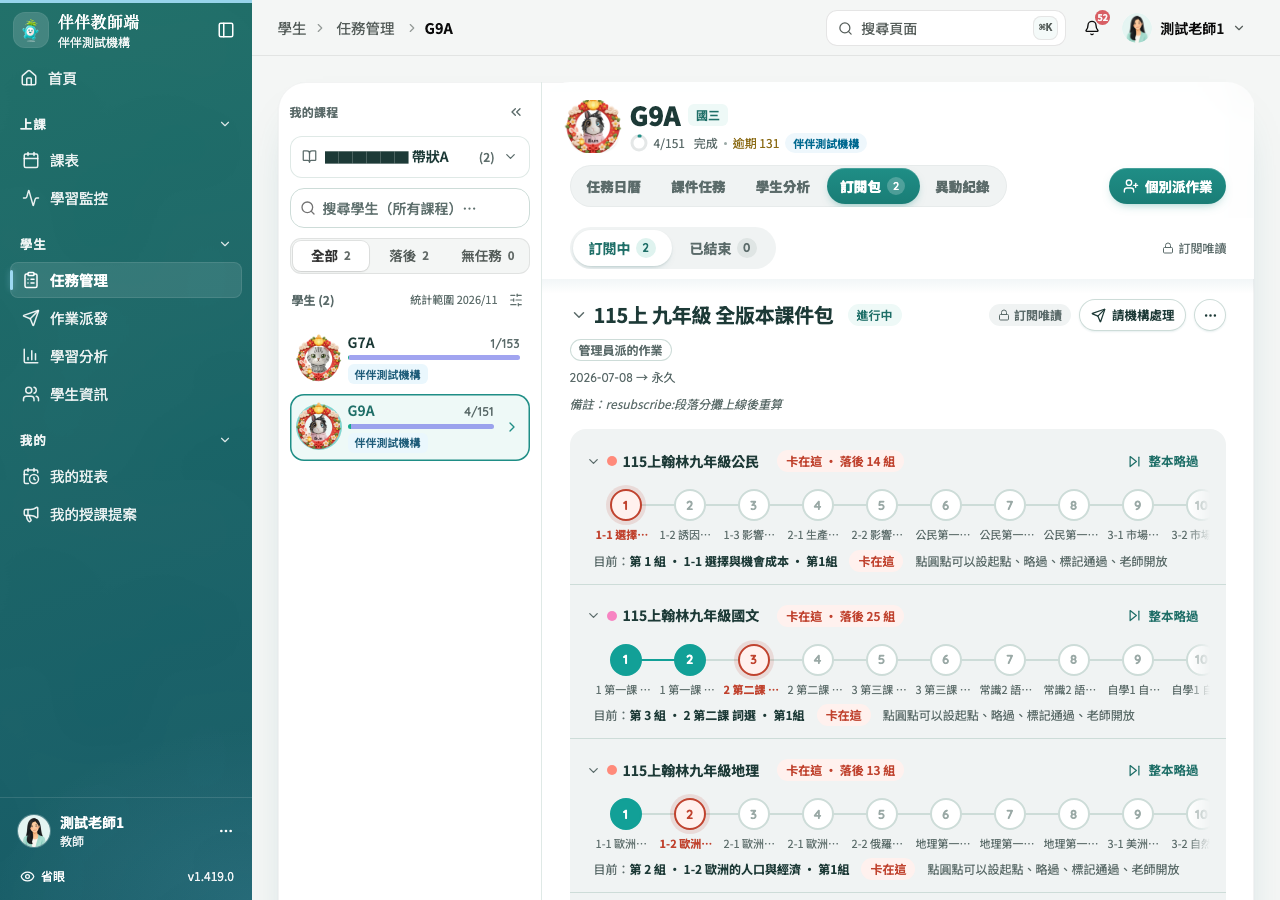 伴伴教師端
伴伴測試機構
首頁
上課
課表
學習監控
學生
任務管理
作業派發
學習分析
學生資訊
我的
我的班表
我的授課提案
測試老師1
教師
省眼
v1.419.0
學生 > 任務管理 > G9A
搜尋頁面
⌘K
52
測試老師1
我的課程
帶狀A (2)
搜尋學生（所有課程）…
全部 2 落後 2 無任務 0
學生 (2) 統計範圍 2026/11
G7A 1/153
伴伴測試機構
G9A 4/151
伴伴測試機構
G9A 國三
4/151 完成・逾期 131 伴伴測試機構
任務日曆 課件任務 學生分析 訂閱包 2 異動紀錄
個別派作業
訂閱中 2 已結束 0
訂閱唯讀
115上 九年級 全版本課件包 進行中
訂閱唯讀 請機構處理
管理員派的作業
2026-07-08 → 永久
備註：resubscribe:段落分攤上線後重算
115上翰林九年級公民 卡在這 · 落後 14 組 整本略過
1 2 3 4 5 6 7 8 9 10
1-1 選擇… 1-2 誘因… 1-3 影響… 2-1 生產… 2-2 影響… 公民第一… 公民第一… 公民第一… 3-1 市場… 3-2 市場
目前：第 1 組 · 1-1 選擇與機會成本 · 第1組 卡在這 點圓點可以設起點、略過、標記通過、老師開放
115上翰林九年級國文 卡在這 · 落後 25 組 整本略過
1 2 3 4 5 6 7 8 9 10
1 第一課 … 1 第一課 … 2 第二課 … 2 第二課 … 3 第三課 … 3 第三課 … 常識2 語… 常識2 語… 自學1 自… 自學1
目前：第 3 組 · 2 第二課 詞選 · 第1組 卡在這 點圓點可以設起點、略過、標記通過、老師開放
115上翰林九年級地理 卡在這 · 落後 13 組 整本略過
1 2 3 4 5 6 7 8 9 10
1-1 歐洲… 1-2 歐洲… 2-1 歐洲… 2-1 歐洲… 2-2 俄羅… 地理第一… 地理第一… 地理第一… 3-1 美洲… 3-2 自然
目前：第 2 組 · 1-2 歐洲的人口與經濟 · 第1組 卡在這 點圓點可以設起點、略過、標記通過、老師開放